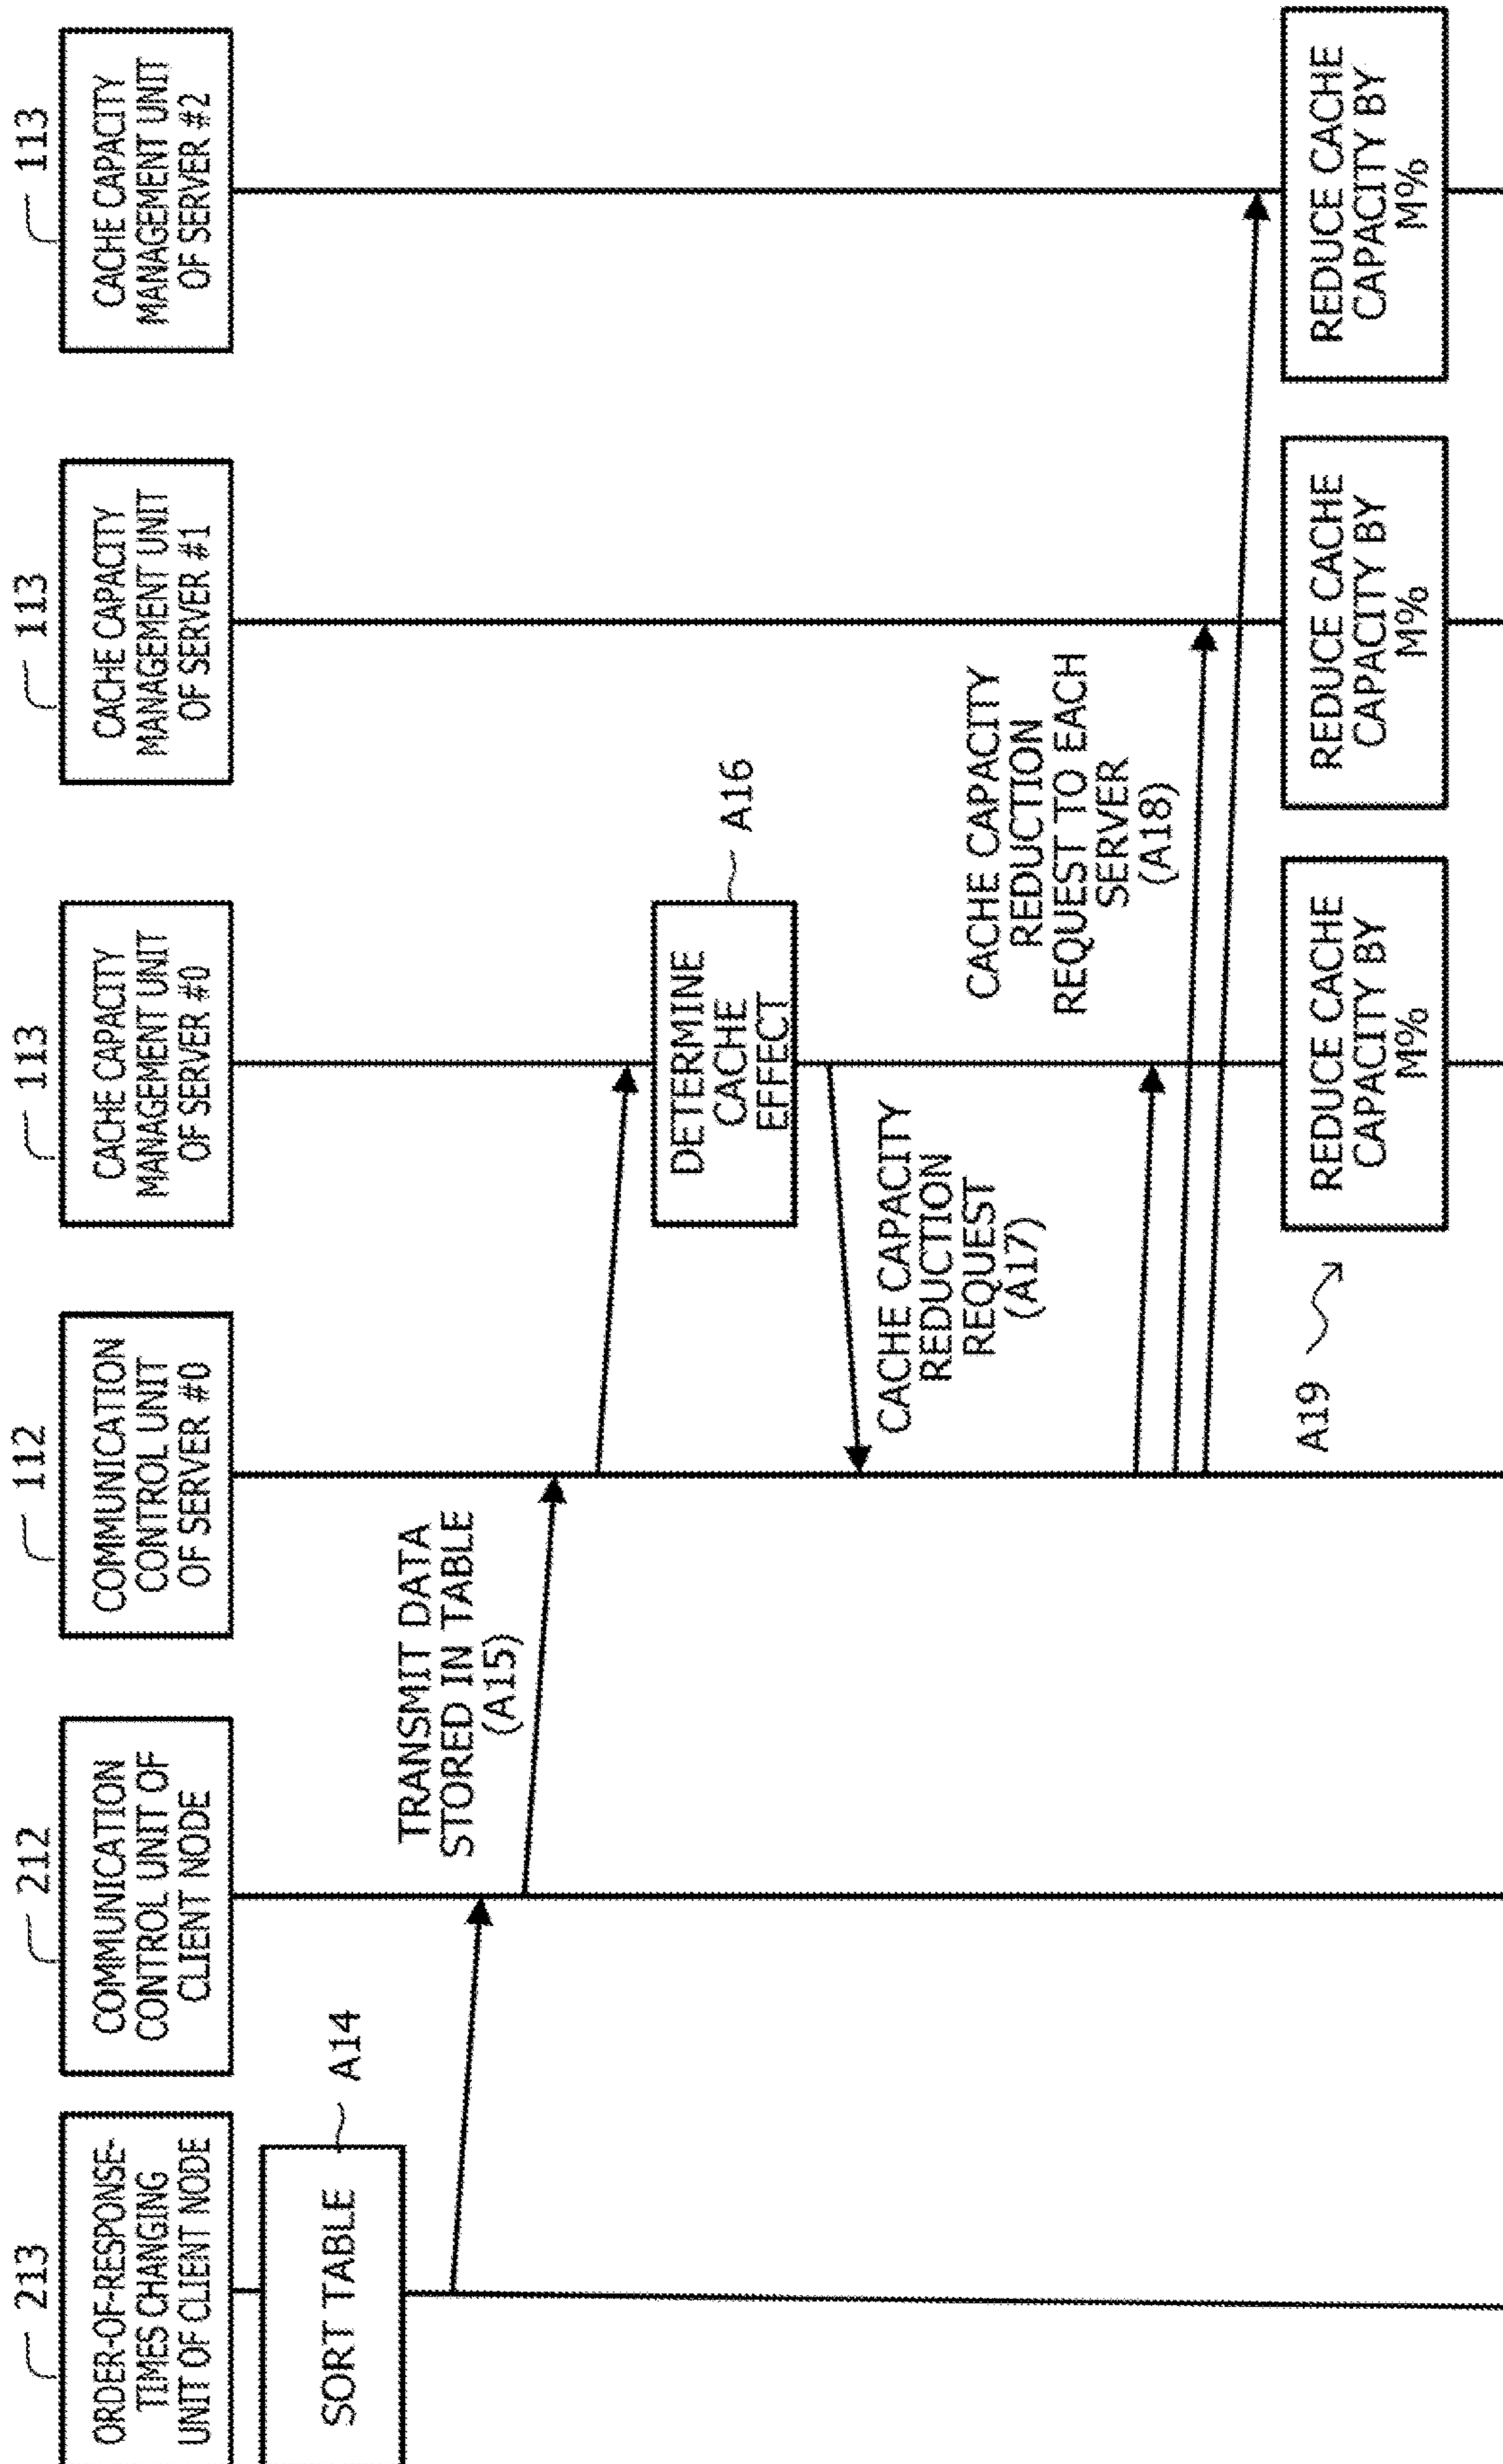 213
ORDER-OF-RESPONSE-
TIMES CHANGING
UNIT OF CLIENT NODE
212
COMMUNICATION
CONTROL UNIT OF
CLIENT NODE
112
COMMUNICATION
CONTROL UNIT
OF SERVER #0
113
CACHE CAPACITY
MANAGEMENT UNIT
OF SERVER #0
113
CACHE CAPACITY
MANAGEMENT UNIT
OF SERVER #1
113
CACHE CAPACITY
MANAGEMENT UNIT
OF SERVER #2
SORT TABLE
A14
TRANSMIT DATA
STORED IN TABLE
(A15)
DETERMINE
CACHE
EFFECT
A16
CACHE CAPACITY
REDUCTION
REQUEST
(A17)
CACHE CAPACITY
REDUCTION
REQUEST TO EACH
SERVER
(A18)
A19
REDUCE CACHE
CAPACITY BY
M%
REDUCE CACHE
CAPACITY BY
M%
REDUCE CACHE
CAPACITY BY
M%